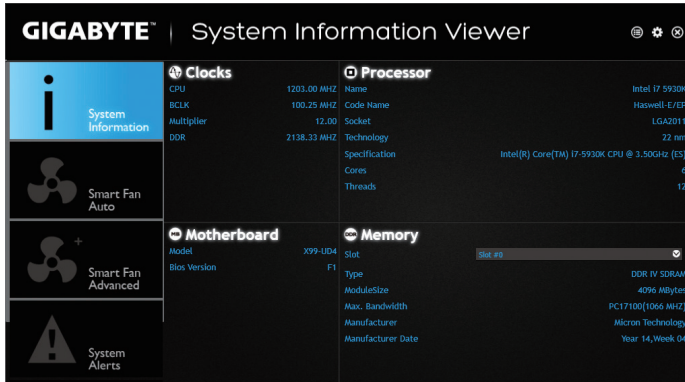 GIGABYTE™ | System Information Viewer
System
Information
Smart Fan
Auto
Smart Fan
Advanced
System
Alerts
Clocks
CPU 1203.00 MHZ
BCLK 100.25 MHZ
Multiplier 12.00
DDR 2138.33 MHZ
Processor
Name Intel i7 5930K
Code Name Haswell-E/EP
Socket LGA2011
Technology 22 nm
Specification Intel(R) Core(TM) i7-5930K CPU @ 3.50GHz (ES)
Cores 6
Threads 12
MB Motherboard
Model X99-UD4
Bios Version F1
DDR Memory
Slot Slot #0
Type DDR IV SDRAM
ModuleSize 4096 MBytes
Max. Bandwidth PC17100(1066 MHZ)
Manufacturer Micron Technology
Manufacturer Date Year 14,Week 04